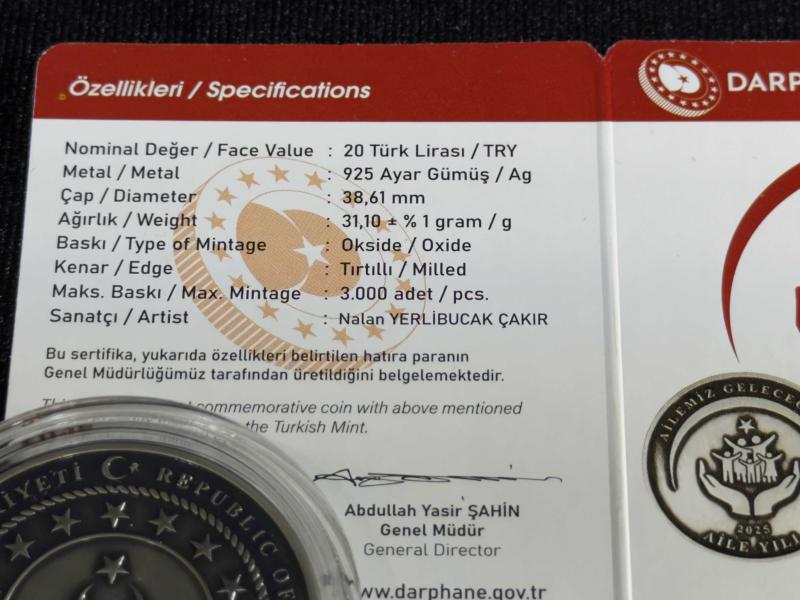 Özellikleri / Specifications
Nominal Değer / Face Value : 20 Türk Lirası / TRY
Metal / Metal : 925 Ayar Gümüş / Ag
Çap / Diameter : 38,61 mm
Ağırlık / Weight : 31,10 ± % 1 gram / g
Baskı / Type of Mintage : Okside / Oxide
Kenar / Edge : Tırtıllı / Milled
Maks. Baskı / Max. Mintage : 3.000 adet / pcs.
Sanatçı / Artist : Nalan YERLİBUCAK ÇAKIR
Bu sertifika, yukarıda özellikleri belirtilen hatıra paranın
Genel Müdürlüğümüz tarafından üretildiğini belgelemektedir.
commemorative coin with above mentioned
the Turkish Mint.
Abdullah Yasir ŞAHİN
Genel Müdür
General Director
www.darphane.gov.tr
REPUBLIC OF
DARP
AİLEMİZ GELECEĞ
2025
AİLE YILI